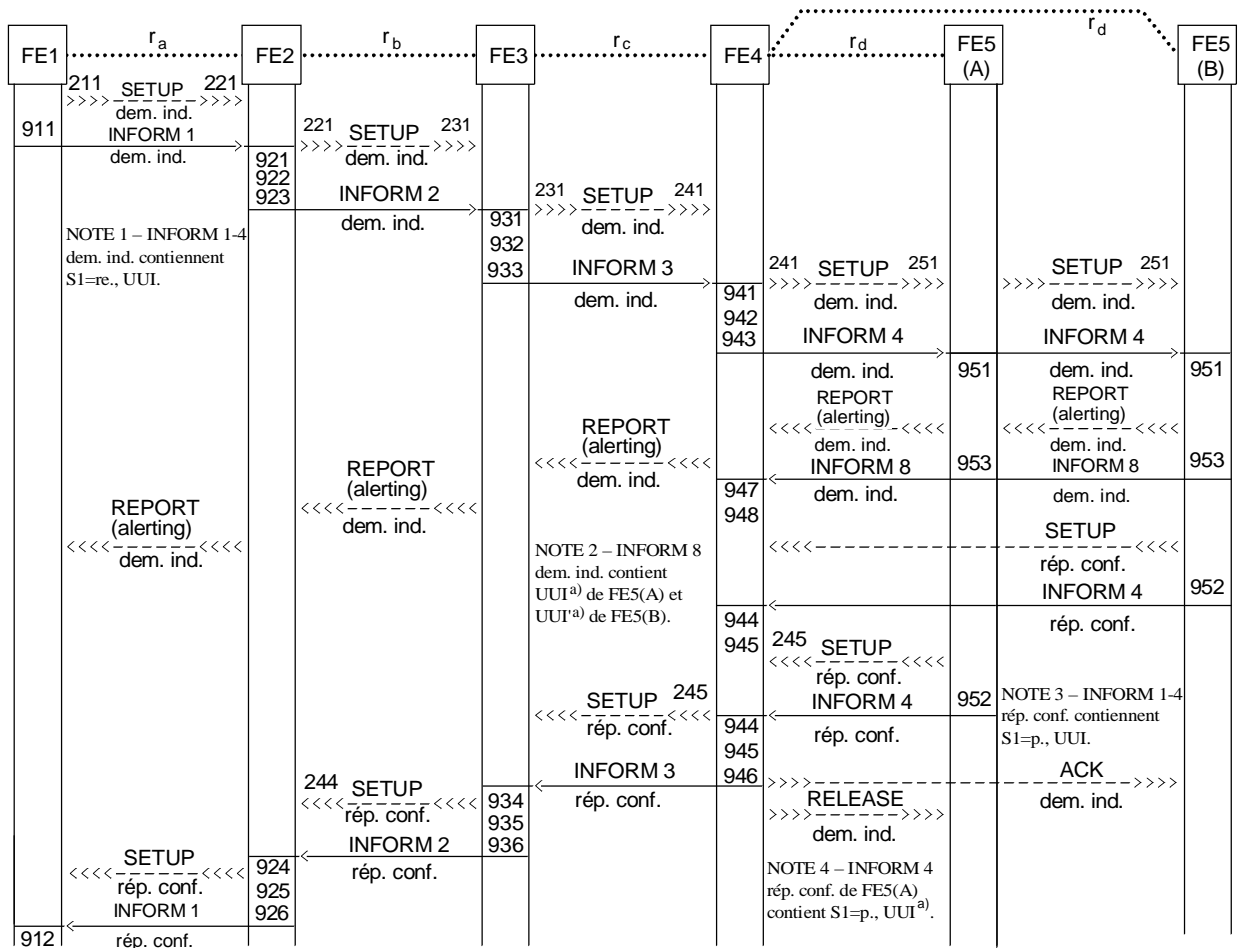 r_a r_b r_c r_d r_d
FE1 FE2 FE3 FE4 FE5 (A) FE5 (B)
211 SETUP 221
dem. ind.
911 INFORM 1
dem. ind.
221 SETUP 231
dem. ind.
921
922
923
INFORM 2
dem. ind.
231 SETUP 241
dem. ind.
931
932
933
INFORM 3
dem. ind.
NOTE 1 – INFORM 1-4
dem. ind. contiennent
S1=re., UUI.
241 SETUP 251
dem. ind.
SETUP 251
dem. ind.
941
942
943
INFORM 4
dem. ind.
951
INFORM 4
dem. ind.
951
REPORT
(alerting)
dem. ind.
REPORT
(alerting)
dem. ind.
REPORT
(alerting)
dem. ind.
INFORM 8
953
dem. ind.
INFORM 8
953
dem. ind.
REPORT
(alerting)
dem. ind.
947
948
REPORT
(alerting)
dem. ind.
SETUP
rép. conf.
NOTE 2 – INFORM 8
dem. ind. contient
UUI a) de FE5(A) et
UUI' a) de FE5(B).
INFORM 4
952
rép. conf.
944
945
245 SETUP
rép. conf.
SETUP 245
rép. conf.
INFORM 4
952
rép. conf.
NOTE 3 – INFORM 1-4
rép. conf. contiennent
S1=p., UUI.
944
945
946
INFORM 3
rép. conf.
ACK
dem. ind.
244 SETUP
rép. conf.
934
935
936
RELEASE
dem. ind.
INFORM 2
rép. conf.
SETUP
rép. conf.
924
925
926
NOTE 4 – INFORM 4
rép. conf. de FE5(A)
contient S1=p., UUI a).
INFORM 1
912
rép. conf.